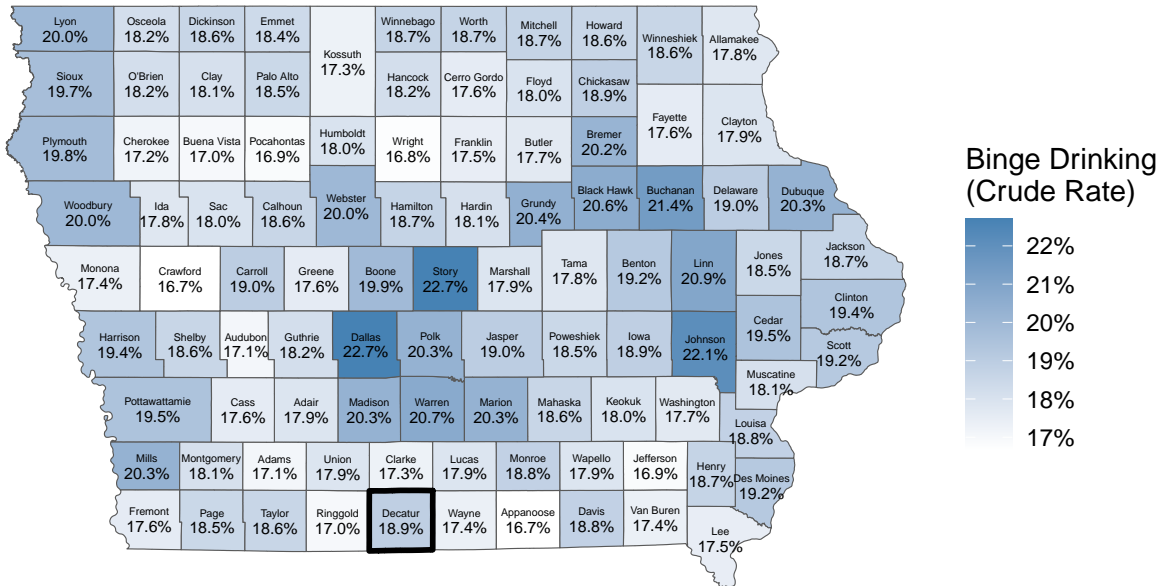 Lyon
20.0%
Osceola
18.2%
Dickinson
18.6%
Emmet
18.4%
Kossuth
17.3%
Winnebago
18.7%
Worth
18.7%
Mitchell
18.7%
Howard
18.6%
Winneshiek
18.6%
Allamakee
17.8%
Sioux
19.7%
O'Brien
18.2%
Clay
18.1%
Palo Alto
18.5%
Hancock
18.2%
Cerro Gordo
17.6%
Floyd
18.0%
Chickasaw
18.9%
Fayette
17.6%
Clayton
17.9%
Plymouth
19.8%
Cherokee
17.2%
Buena Vista
17.0%
Pocahontas
16.9%
Humboldt
18.0%
Wright
16.8%
Franklin
17.5%
Butler
17.7%
Bremer
20.2%
Woodbury
20.0%
Ida
17.8%
Sac
18.0%
Calhoun
18.6%
Webster
20.0%
Hamilton
18.7%
Hardin
18.1%
Grundy
20.4%
Black Hawk
20.6%
Buchanan
21.4%
Delaware
19.0%
Dubuque
20.3%
Monona
17.4%
Crawford
16.7%
Carroll
19.0%
Greene
17.6%
Boone
19.9%
Story
22.7%
Marshall
17.9%
Tama
17.8%
Benton
19.2%
Linn
20.9%
Jones
18.5%
Jackson
18.7%
Clinton
19.4%
Harrison
19.4%
Shelby
18.6%
Audubon
17.1%
Guthrie
18.2%
Dallas
22.7%
Polk
20.3%
Jasper
19.0%
Poweshiek
18.5%
Iowa
18.9%
Johnson
22.1%
Cedar
19.5%
Scott
19.2%
Muscatine
18.1%
Pottawattamie
19.5%
Cass
17.6%
Adair
17.9%
Madison
20.3%
Warren
20.7%
Marion
20.3%
Mahaska
18.6%
Keokuk
18.0%
Washington
17.7%
Louisa
18.8%
Mills
20.3%
Montgomery
18.1%
Adams
17.1%
Union
17.9%
Clarke
17.3%
Lucas
17.9%
Monroe
18.8%
Wapello
17.9%
Jefferson
16.9%
Henry
18.7%
Des Moines
19.2%
Fremont
17.6%
Page
18.5%
Taylor
18.6%
Ringgold
17.0%
Decatur
18.9%
Wayne
17.4%
Appanoose
16.7%
Davis
18.8%
Van Buren
17.4%
Lee
17.5%
Binge Drinking
(Crude Rate)
22%
21%
20%
19%
18%
17%